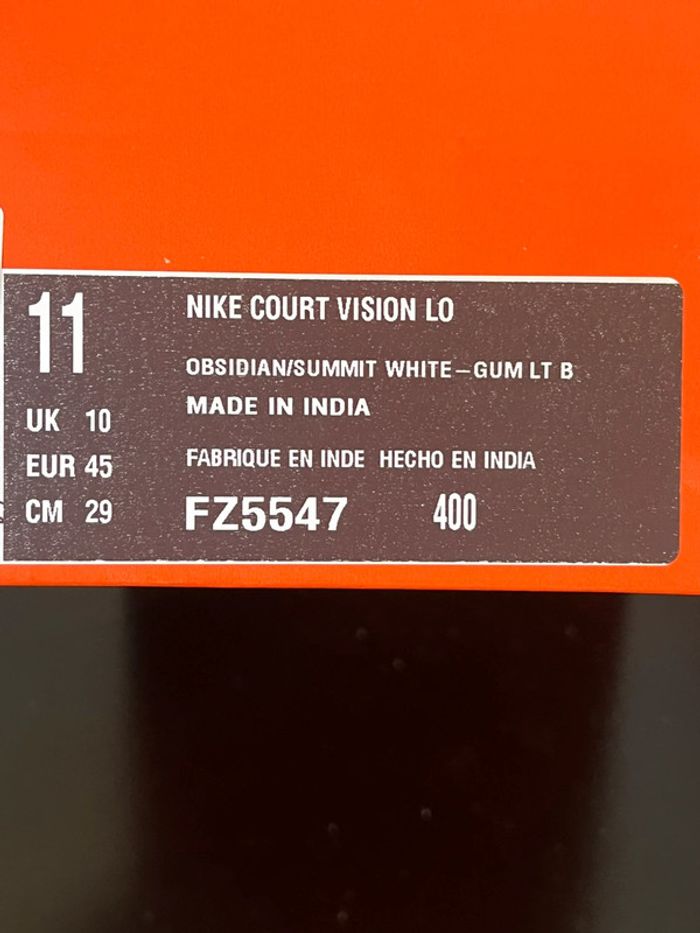 11
NIKE COURT VISION LO
OBSIDIAN/SUMMIT WHITE–GUM LT B
UK 10
MADE IN INDIA
EUR 45
FABRIQUE EN INDE HECHO EN INDIA
CM 29
FZ5547 400